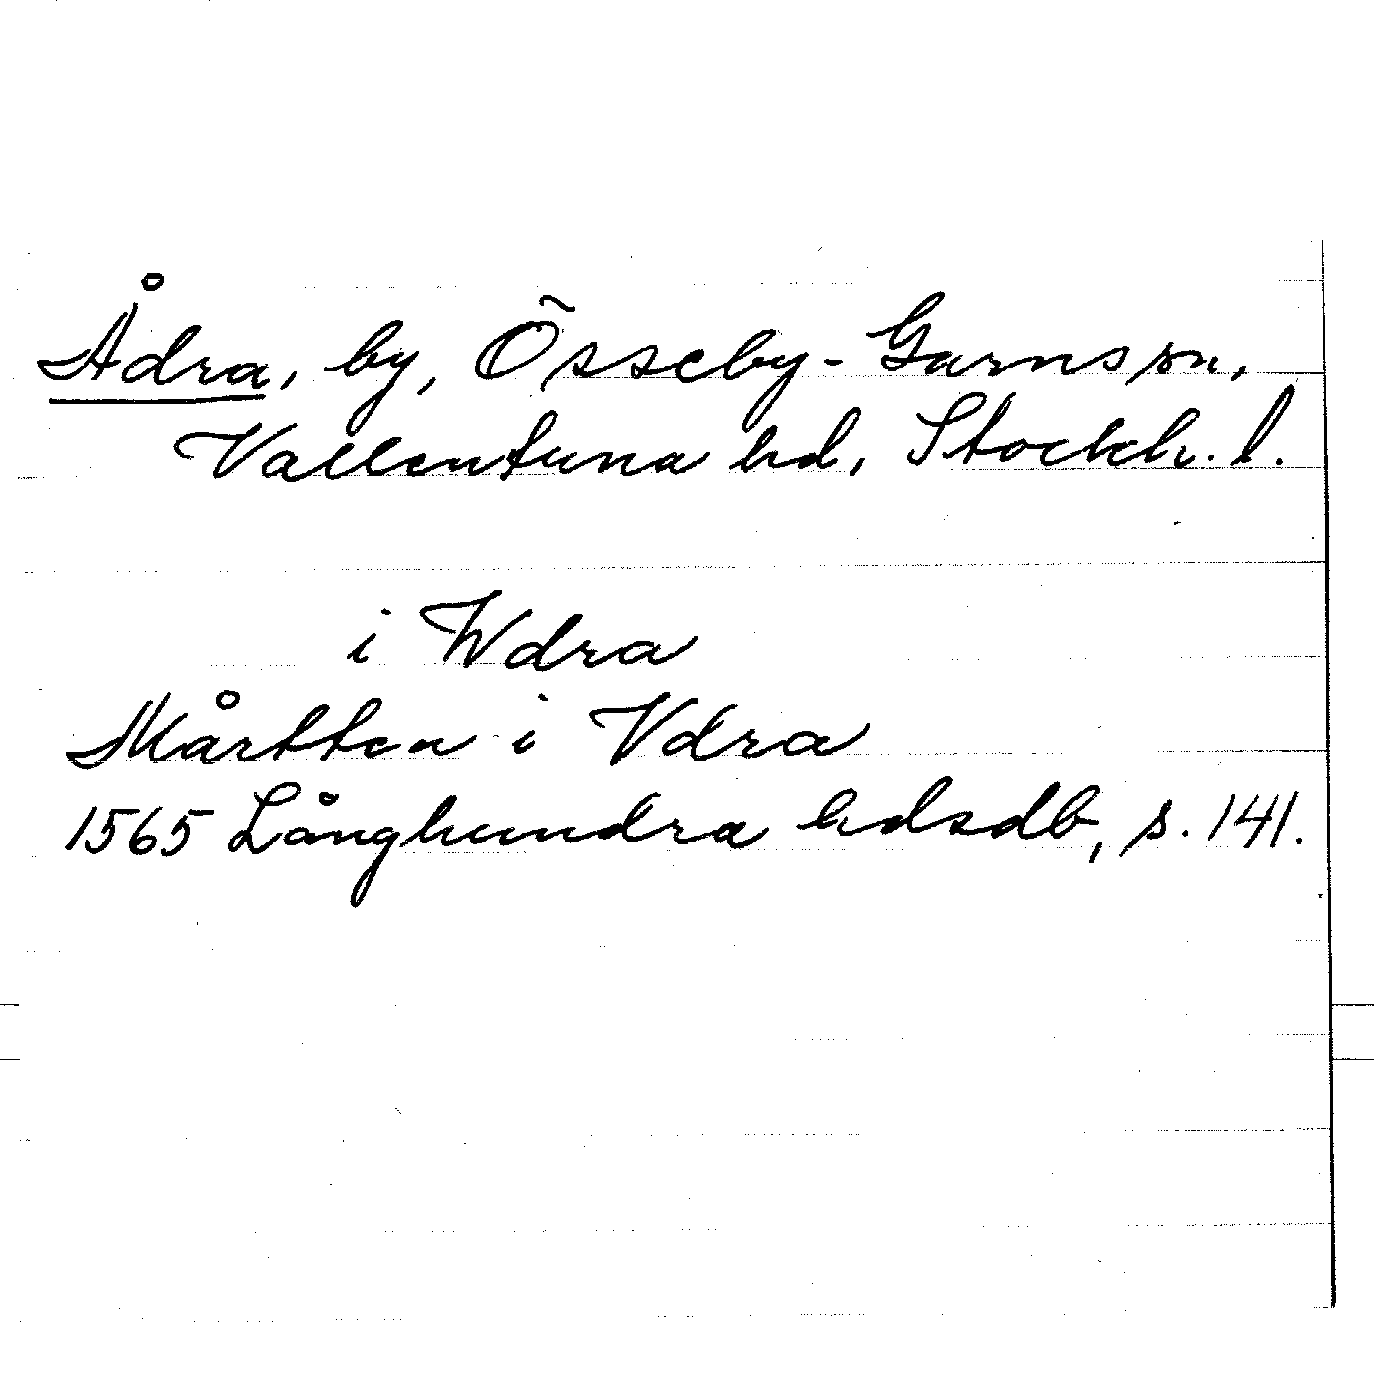 Ådra, by, Össeby-Garns sn,
Vallentuna hd, Stockh. l.
i Wdra
Mårtten i Vdra
1565 Långhundra hdsdb, s. 141.